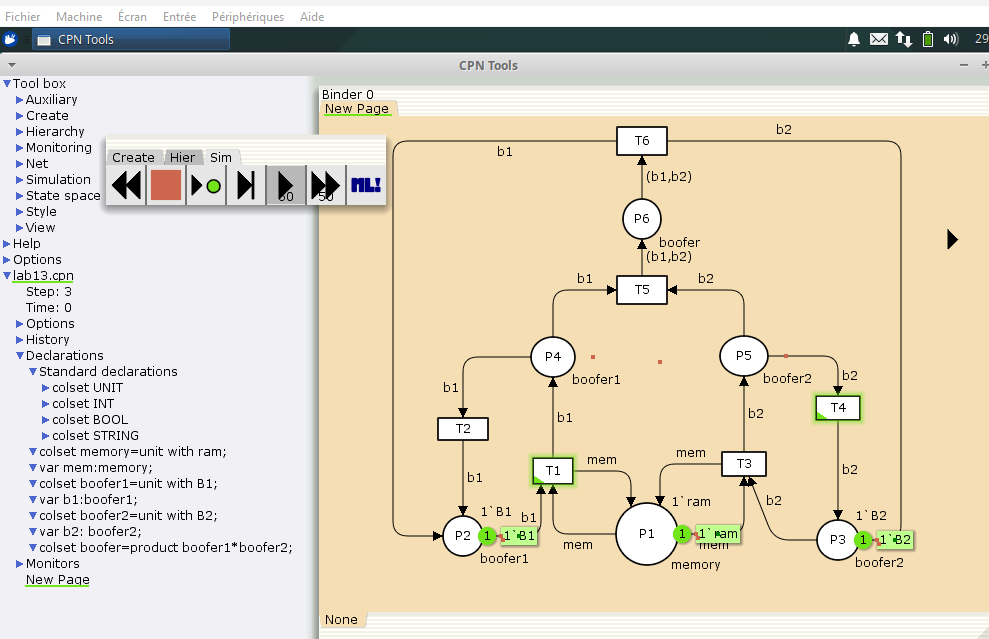 Fichier Machine Écran Entrée Périphériques Aide
CPN Tools 29
CPN Tools
Tool box
Auxiliary
Create
Hierarchy
Monitoring
Net
Simulation
State space
Style
View
Help
Options
lab13.cpn
Step: 3
Time: 0
Options
History
Declarations
Standard declarations
colset UNIT
colset INT
colset BOOL
colset STRING
colset memory=unit with ram;
var mem:memory;
colset boofer1=unit with B1;
var b1:boofer1;
colset boofer2=unit with B2;
var b2: boofer2;
colset boofer=product boofer1*boofer2;
Monitors
New Page
Create Hier Sim
50 50 ML!
Binder 0
New Page
T6
b1
b2
(b1,b2)
P6
boofer
(b1,b2)
b1 T5 b2
P4
boofer1
P5
boofer2
b1
b2
T2
b1
b2
T4
b1
T1
mem
mem
T3
b2
b2
1`B1
b1
P2
1 1`B1
boofer1
mem
1`ram
P1
1 1`ram
mem
memory
1`B2
P3
1 1`B2
boofer2
None